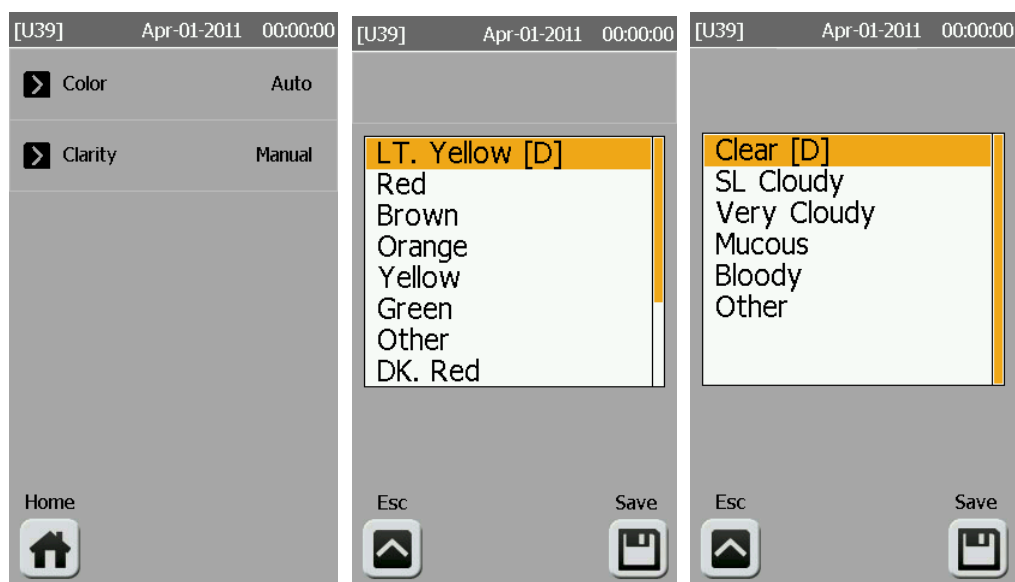 [U39] Apr-01-2011 00:00:00
Color Auto
Clarity Manual
Home
[U39] Apr-01-2011 00:00:00
LT. Yellow [D]
Red
Brown
Orange
Yellow
Green
Other
DK. Red
Esc Save
[U39] Apr-01-2011 00:00:00
Clear [D]
SL Cloudy
Very Cloudy
Mucous
Bloody
Other
Esc Save